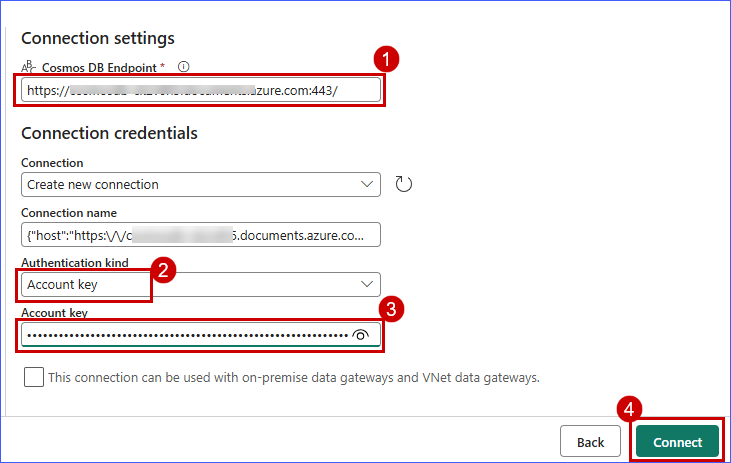 Connection settings
1
Cosmos DB Endpoint *
https:// azure.com:443/
Connection credentials
Connection
Create new connection
Connection name
{"host":"https:\/\/c 5.documents.azure.co...
Authentication kind
2
Account key
Account key
3
This connection can be used with on-premise data gateways and VNet data gateways.
4
Back
Connect